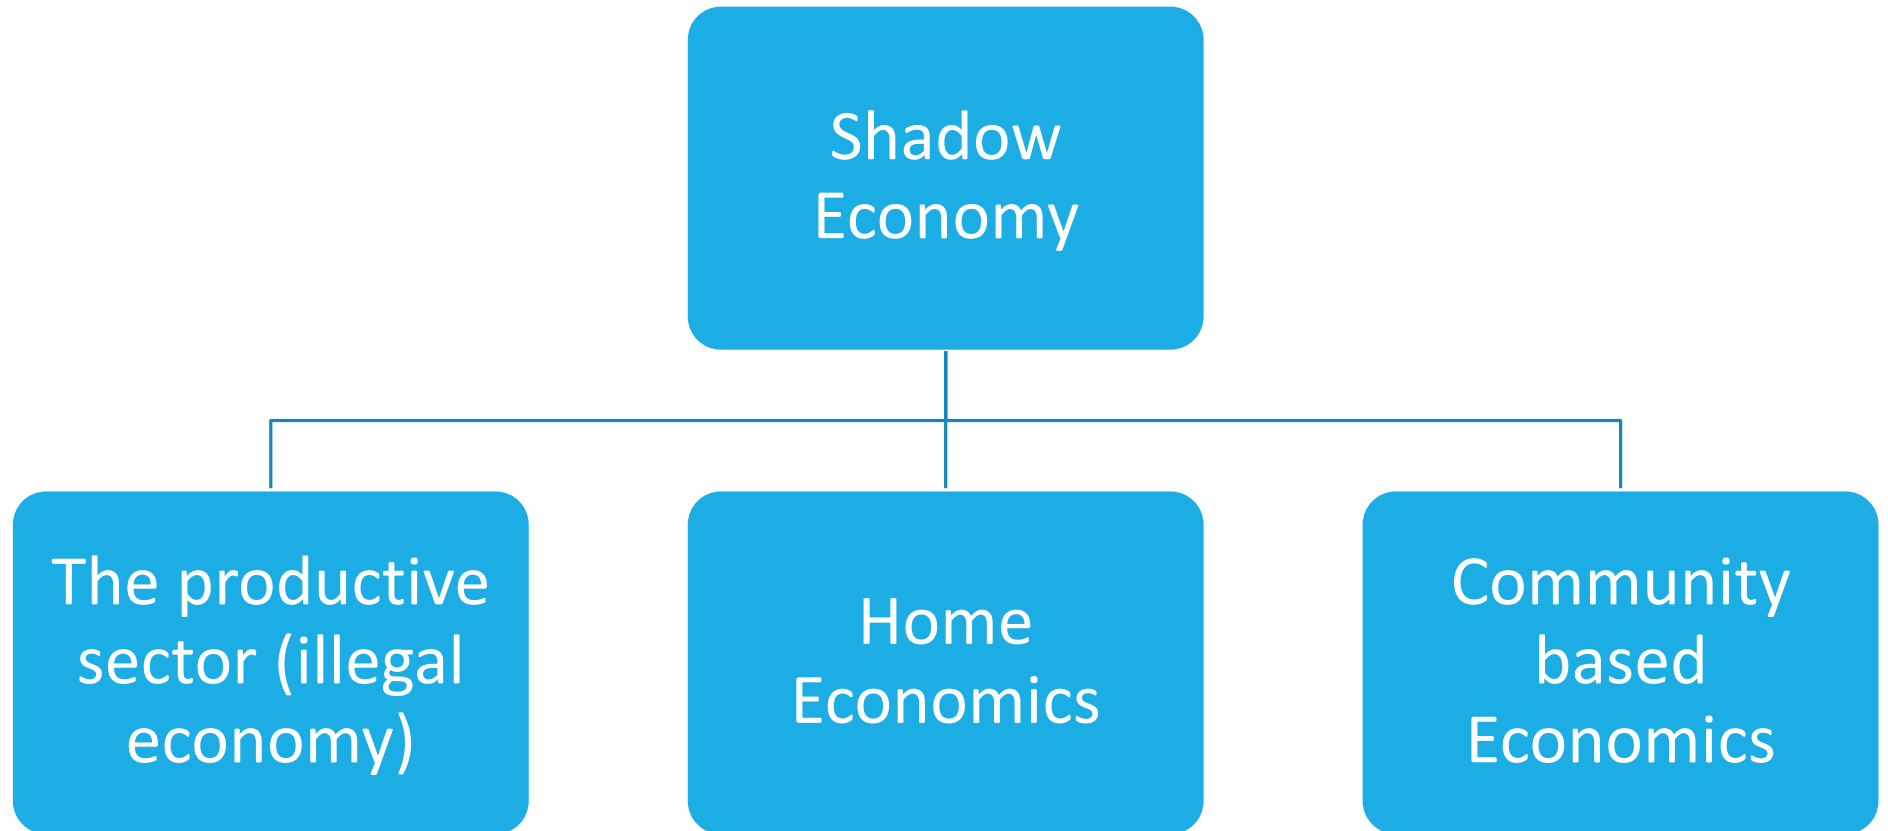 Shadow
Economy
The productive
sector (illegal
economy)
Home
Economics
Community
based
Economics